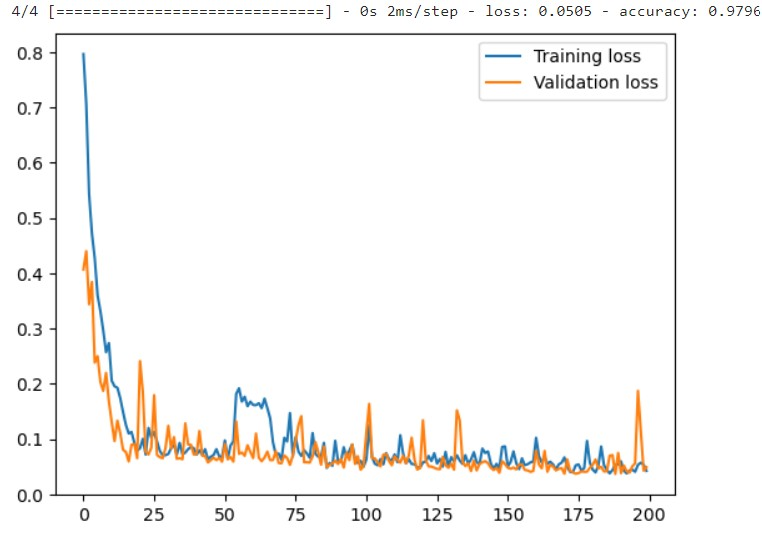 4/4 [==============================] - 0s 2ms/step - loss: 0.0505 - accuracy: 0.9796
Training loss
Validation loss
0.8
0.7
0.6
0.5
0.4
0.3
0.2
0.1
0.0
0 25 50 75 100 125 150 175 200